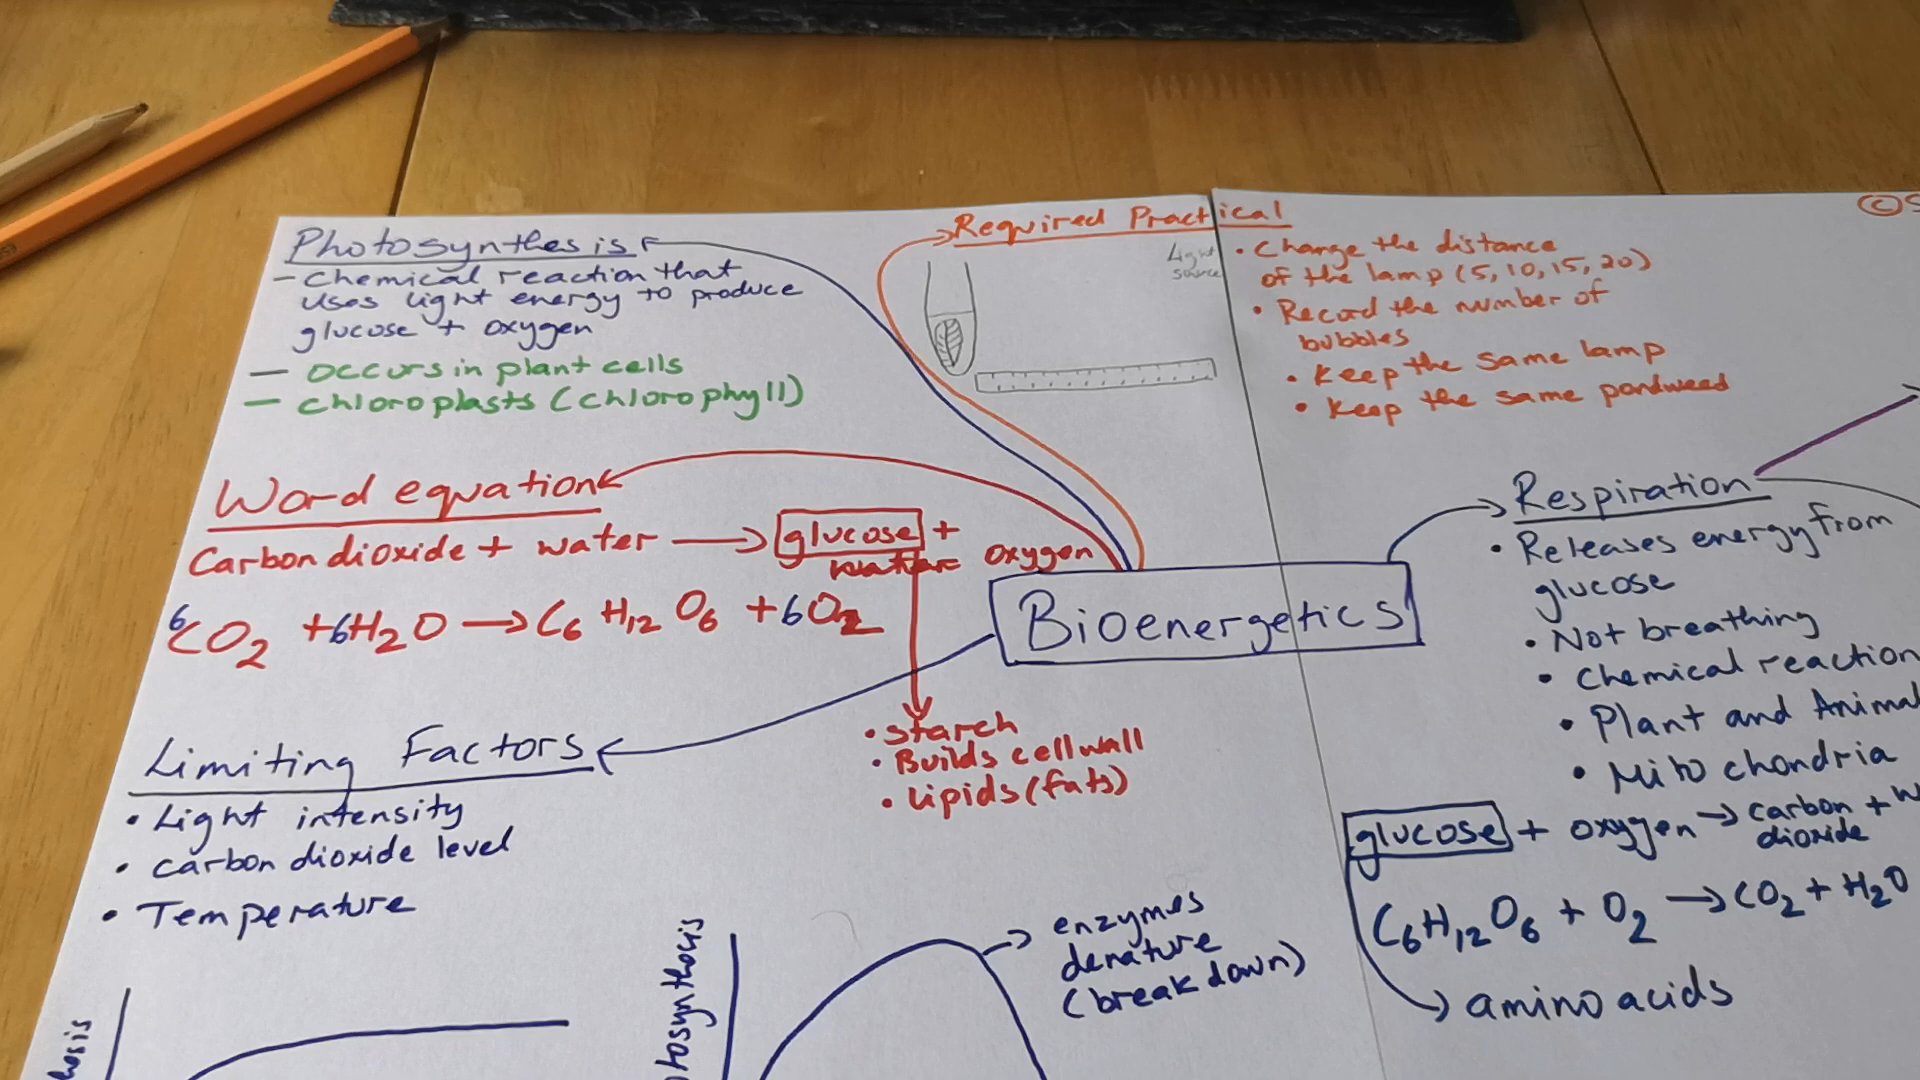 Photosynthesis
- Chemical reaction that
uses light energy to produce
glucose + oxygen
- Occurs in plant cells
- Chloroplasts (chlorophyll)
Required Practical
Light
source
• Change the distance
of the lamp (5, 10, 15, 20)
• Record the number of
bubbles
• Keep the same lamp
• Keep the same pondweed
©
Word equation
Carbon dioxide + water → glucose +
water oxygen
6CO2 + 6H2O → C6H12O6 + 6O2
• Starch
• Builds cell wall
• Lipids (fats)
Bioenergetics
Respiration
• Releases energy from
glucose
• Not breathing
• Chemical reaction
• Plant and Animal
• Mitochondria
glucose + oxygen → carbon + w
dioxide
C6H12O6 + O2 → CO2 + H2O
amino acids
Limiting Factors
• Light intensity
• Carbon dioxide level
• Temperature
hosis
tosynthosis
enzymes
denature
(break down)